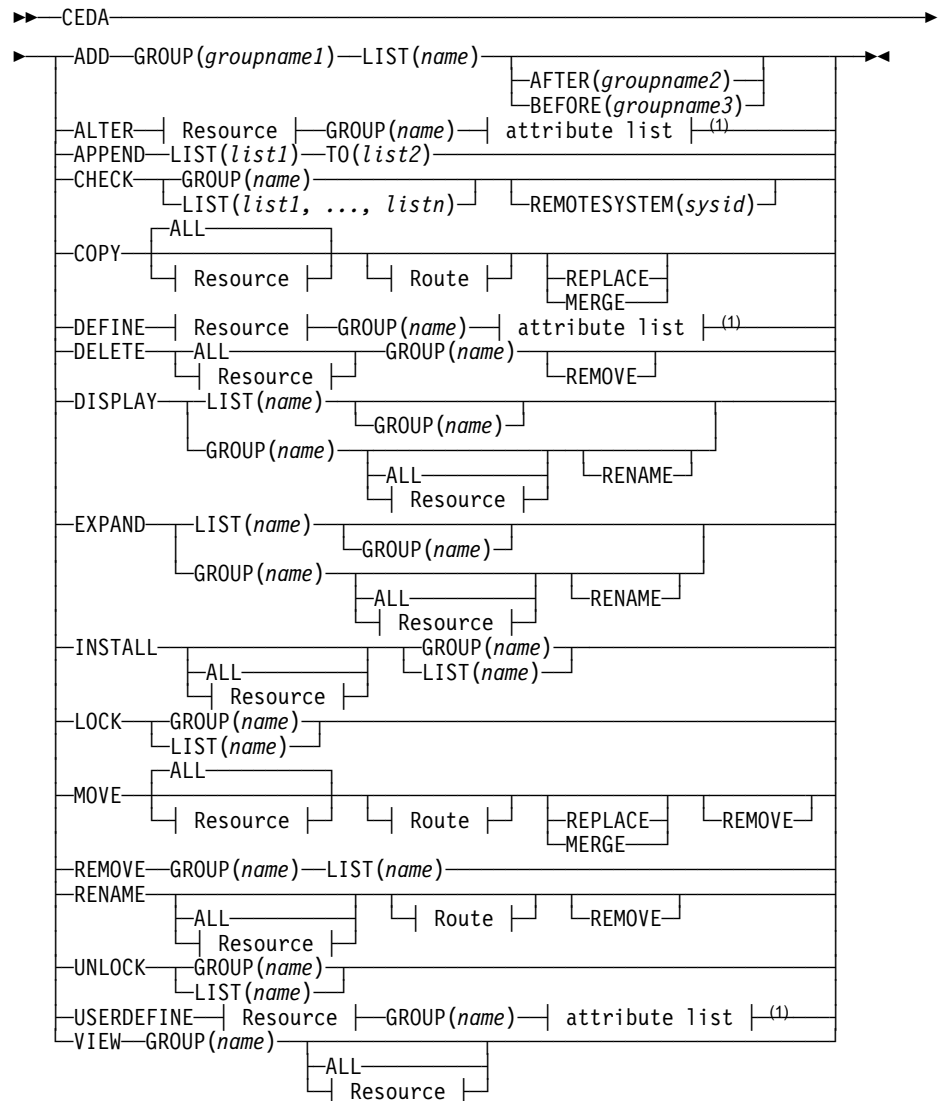 CEDA
ADD GROUP(groupname1) LIST(name)
AFTER(groupname2)
BEFORE(groupname3)
ALTER Resource GROUP(name) attribute list (1)
APPEND LIST(list1) TO(list2)
CHECK GROUP(name)
LIST(list1, ..., listn) REMOTESYSTEM(sysid)
ALL
COPY
Resource Route REPLACE
MERGE
DEFINE Resource GROUP(name) attribute list (1)
DELETE ALL GROUP(name)
Resource REMOVE
DISPLAY LIST(name)
GROUP(name)
GROUP(name)
ALL RENAME
Resource
EXPAND LIST(name)
GROUP(name)
GROUP(name)
ALL RENAME
Resource
INSTALL GROUP(name)
ALL LIST(name)
Resource
LOCK GROUP(name)
LIST(name)
ALL
MOVE
Resource Route REPLACE REMOVE
MERGE
REMOVE GROUP(name) LIST(name)
RENAME
ALL Route REMOVE
Resource
UNLOCK GROUP(name)
LIST(name)
USERDEFINE Resource GROUP(name) attribute list (1)
VIEW GROUP(name)
ALL
Resource